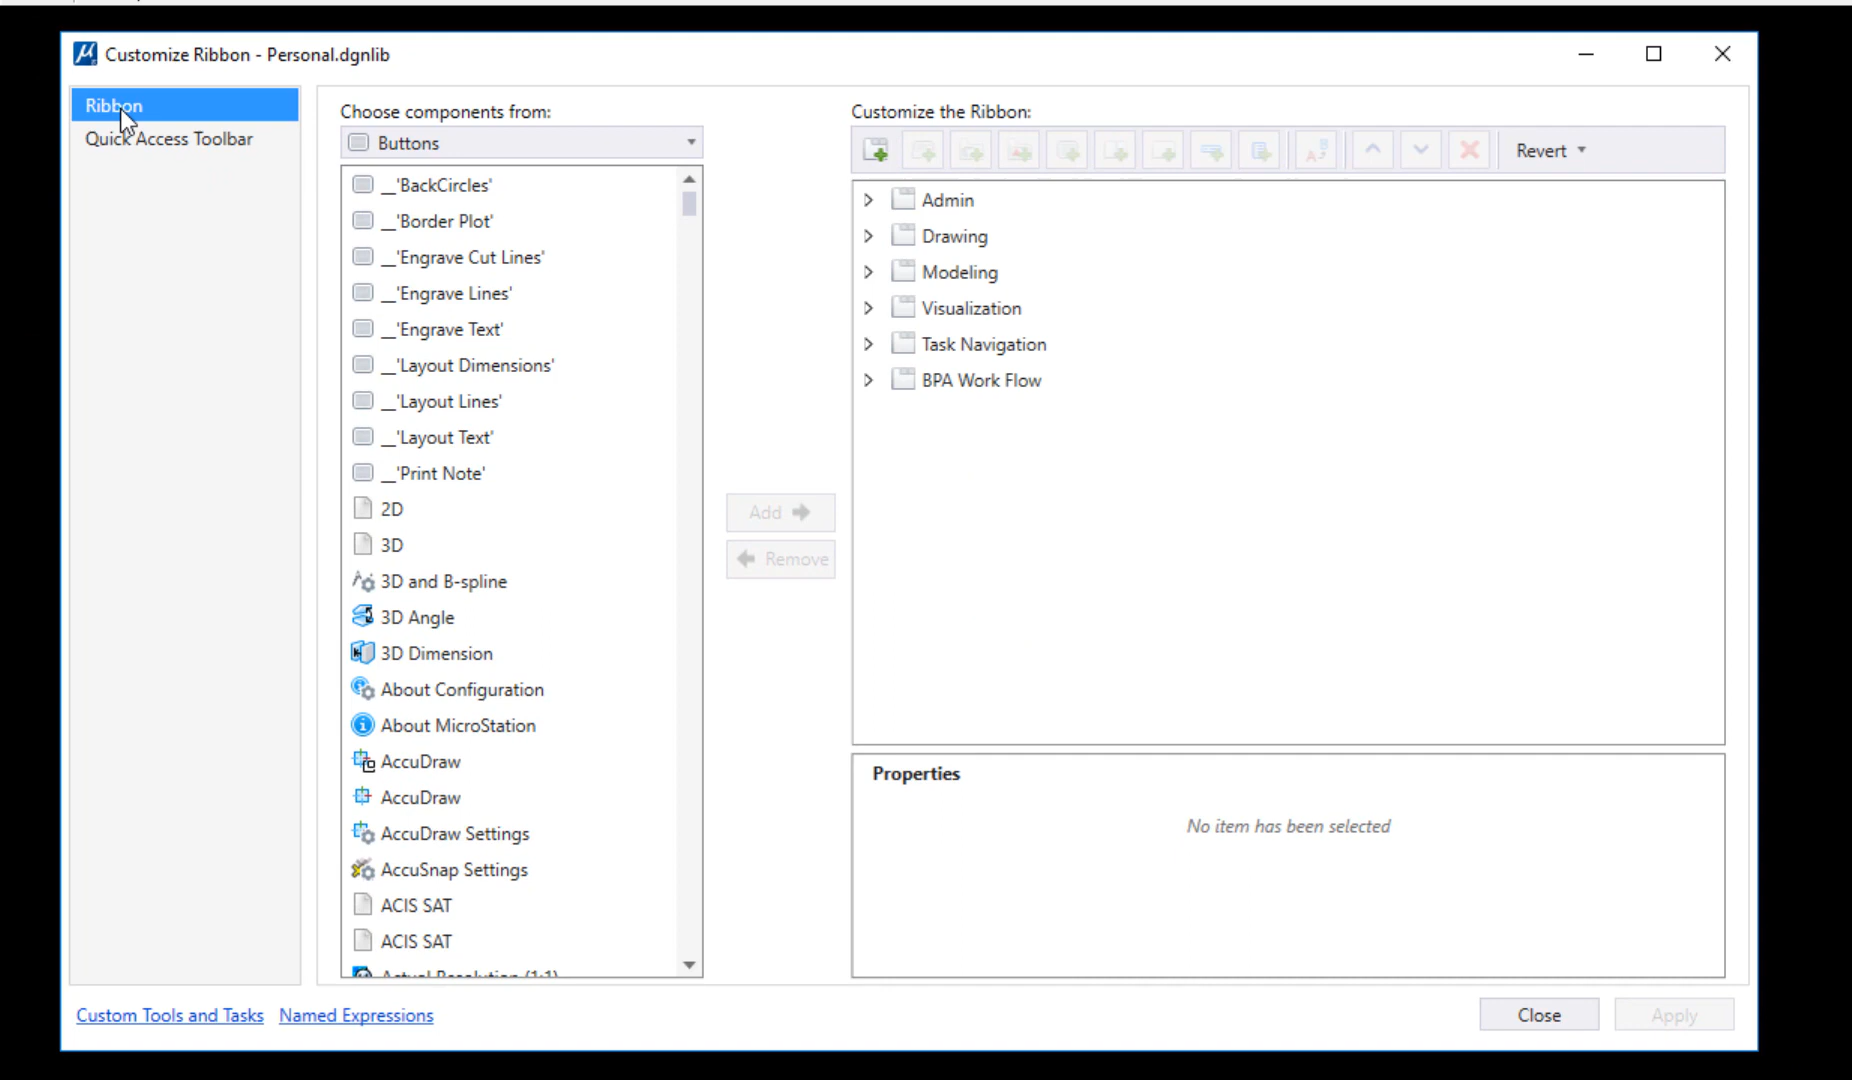 Customize Ribbon - Personal.dgnlib
Ribbon
Quick Access Toolbar
Choose components from:
Buttons
__'BackCircles'
__'Border Plot'
__'Engrave Cut Lines'
__'Engrave Lines'
__'Engrave Text'
__'Layout Dimensions'
__'Layout Lines'
__'Layout Text'
__'Print Note'
2D
3D
3D and B-spline
3D Angle
3D Dimension
About Configuration
About MicroStation
AccuDraw
AccuDraw
AccuDraw Settings
AccuSnap Settings
ACIS SAT
ACIS SAT
Actual Resolution (1:1)
Add
Remove
Customize the Ribbon:
Revert
Admin
Drawing
Modeling
Visualization
Task Navigation
BPA Work Flow
Properties
No item has been selected
Custom Tools and Tasks
Named Expressions
Close
Apply